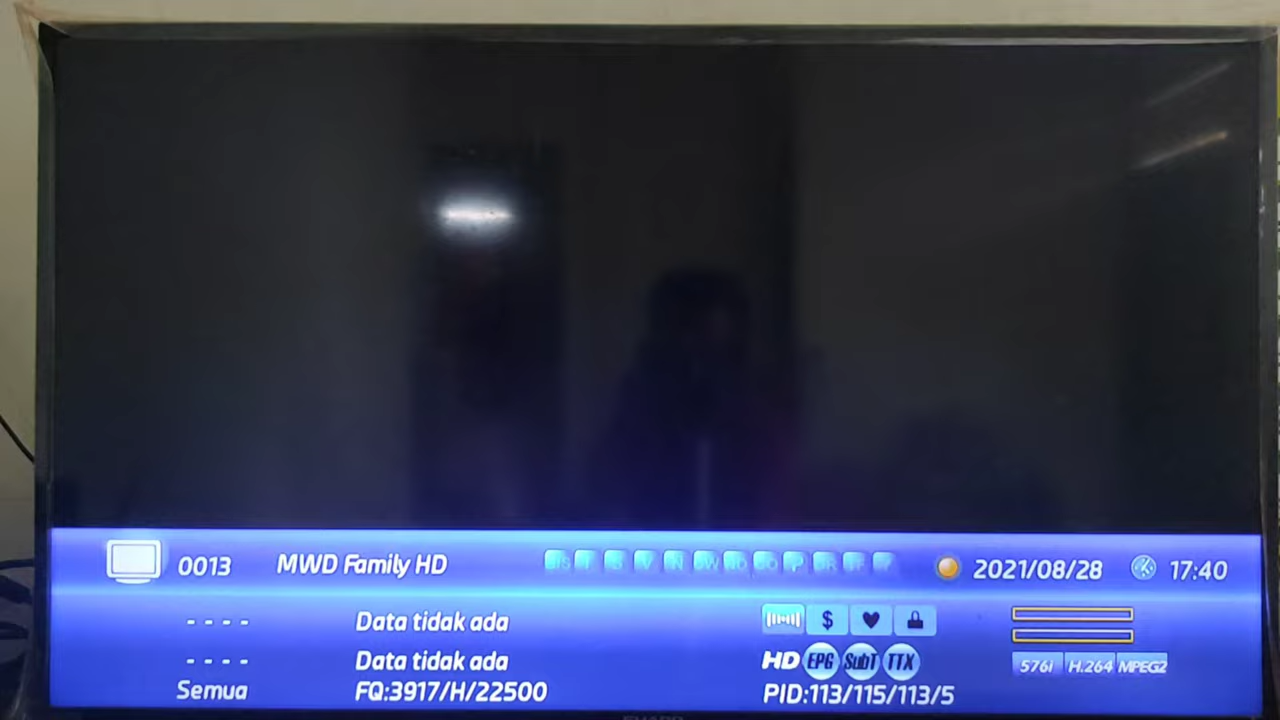 0013 MWD Family HD 2021/08/28 17:40
- - - - Data tidak ada $
- - - - Data tidak ada HD EPG SubT TTX 576i H.264 MPEG2
Semua FQ:3917/H/22500 PID:113/115/113/5